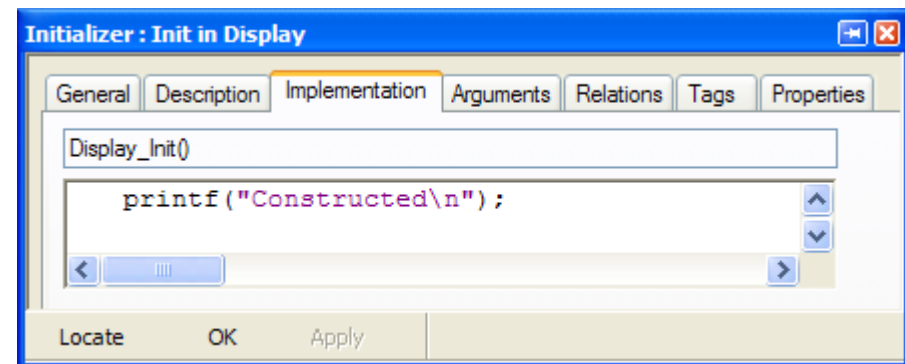 Initializer : Init in Display
General Description Implementation Arguments Relations Tags Properties
Display_Init()
printf("Constructed\n");
Locate OK Apply